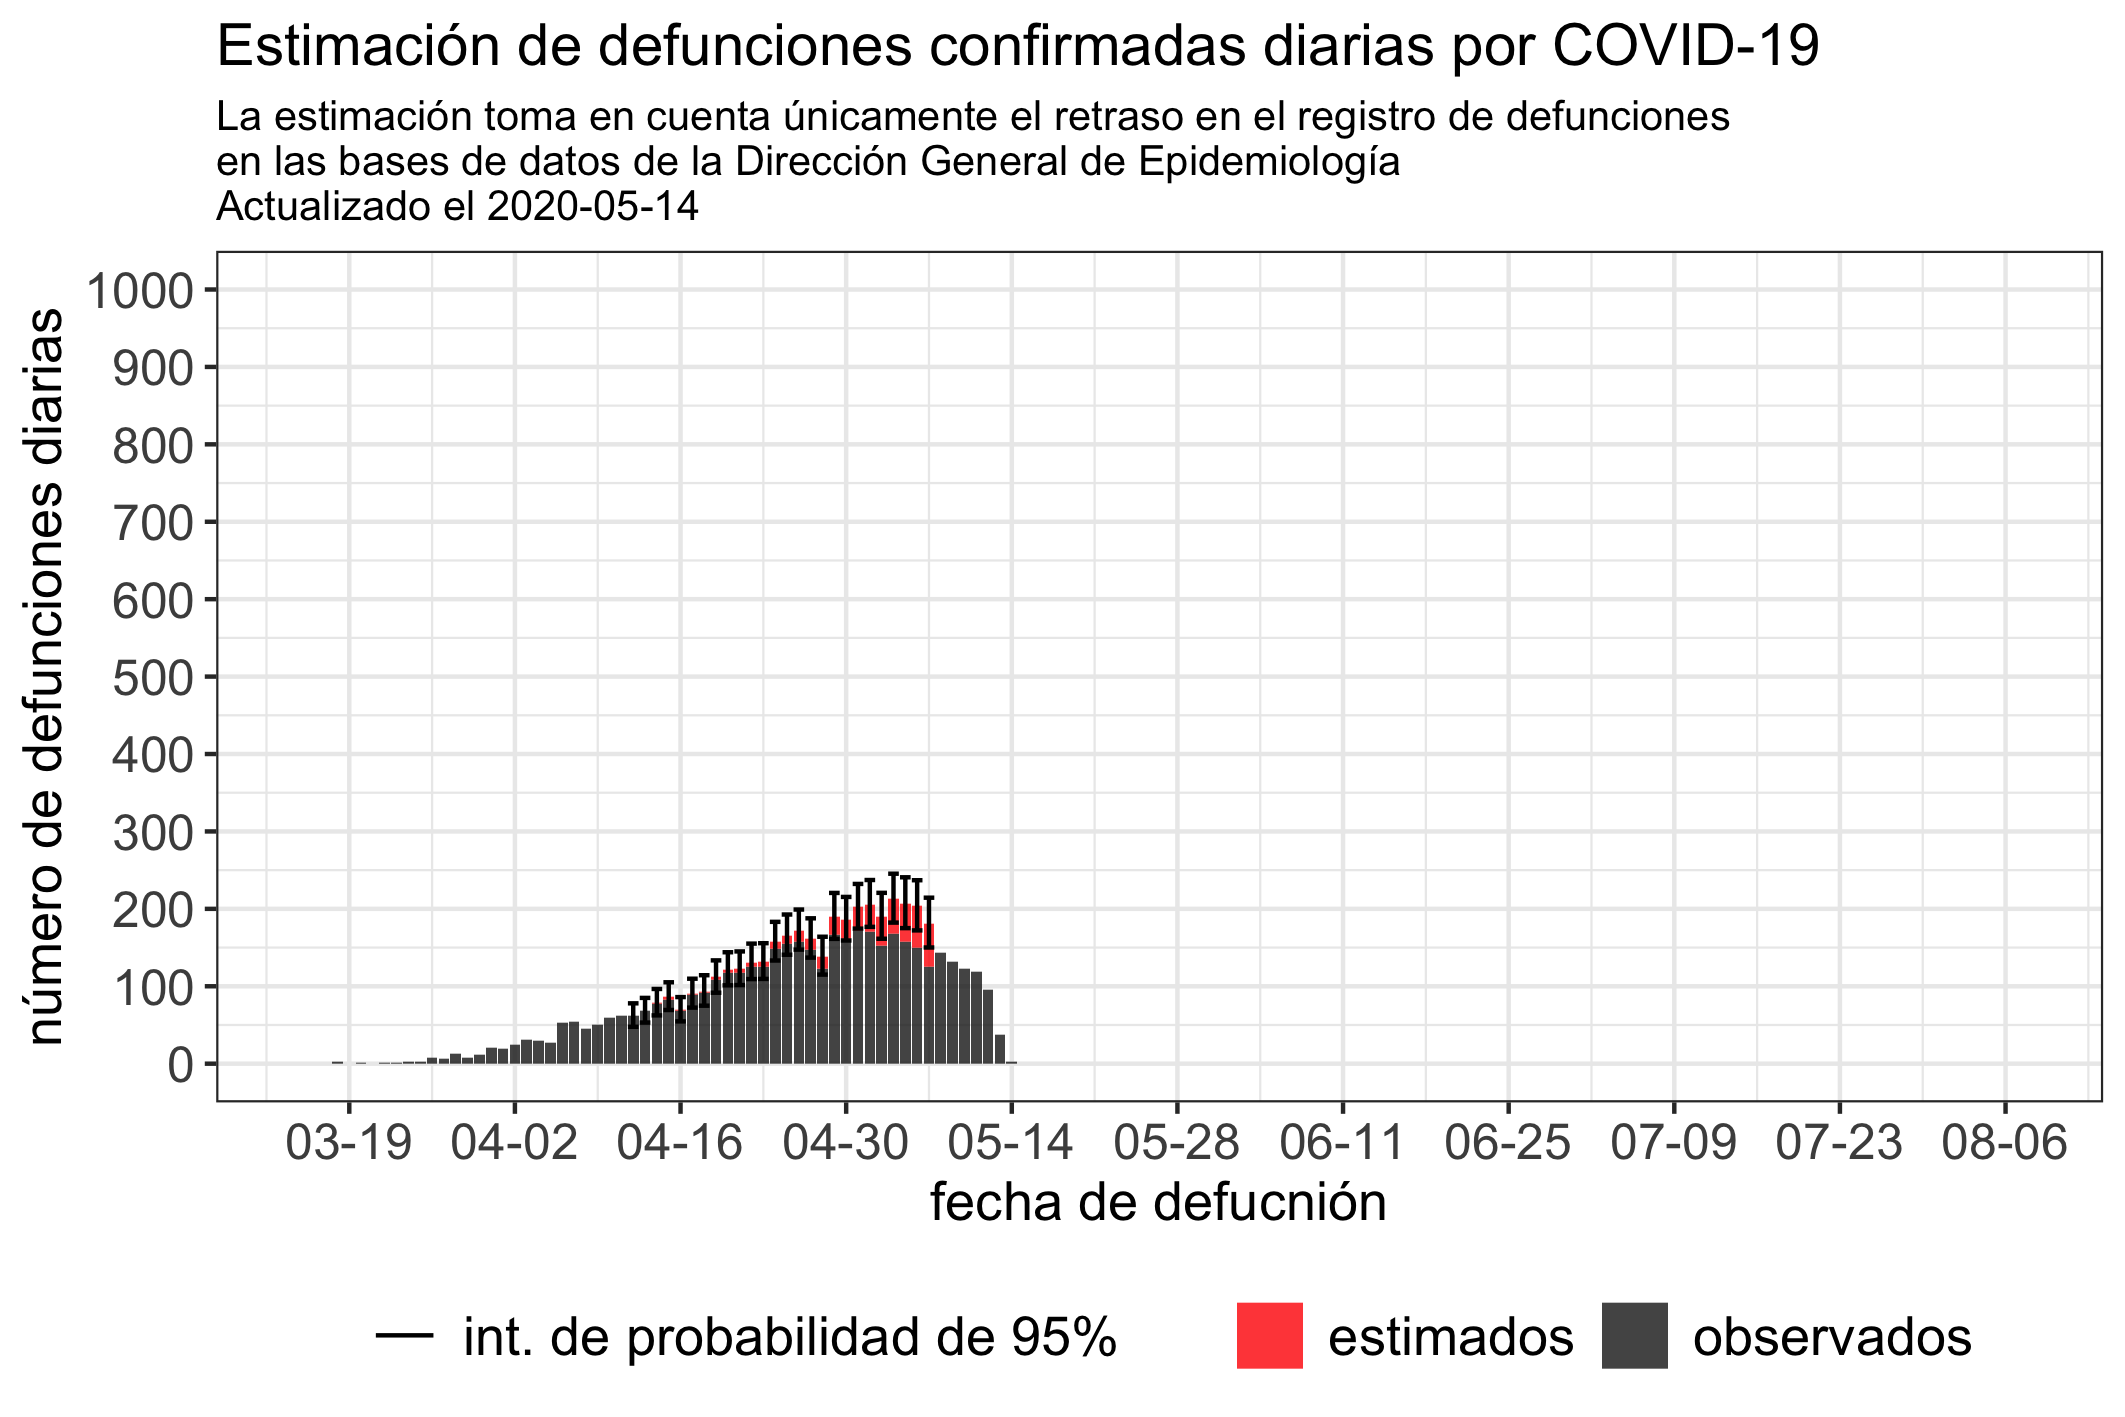 Estimación de defunciones confirmadas diarias por COVID-19
La estimación toma en cuenta únicamente el retraso en el registro de defunciones
en las bases de datos de la Dirección General de Epidemiología
Actualizado el 2020-05-14
número de defunciones diarias
1000
900
800
700
600
500
400
300
200
100
0
03-19 04-02 04-16 04-30 05-14 05-28 06-11 06-25 07-09 07-23 08-06
fecha de defucnión
int. de probabilidad de 95% estimados observados